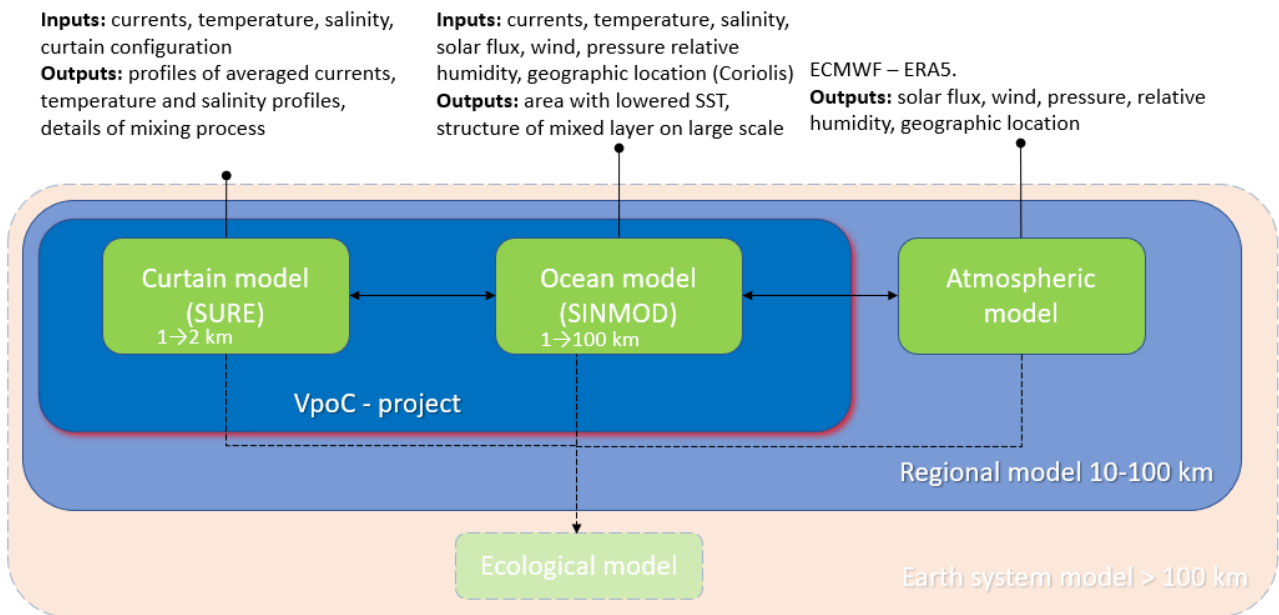 Inputs: currents, temperature, salinity,
curtain configuration
Outputs: profiles of averaged currents,
temperature and salinity profiles,
details of mixing process
Inputs: currents, temperature, salinity,
solar flux, wind, pressure relative
humidity, geographic location (Coriolis)
Outputs: area with lowered SST,
structure of mixed layer on large scale
ECMWF – ERA5.
Outputs: solar flux, wind, pressure, relative
humidity, geographic location
Curtain model
(SURE)
1→2 km
Ocean model
(SINMOD)
1→100 km
Atmospheric
model
VpoC - project
Regional model 10-100 km
Ecological model
Earth system model > 100 km